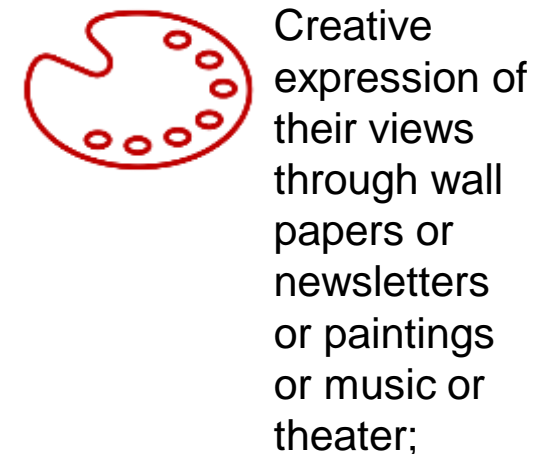 Creative
expression of
their views
through wall
papers or
newsletters
or paintings
or music or
theater;